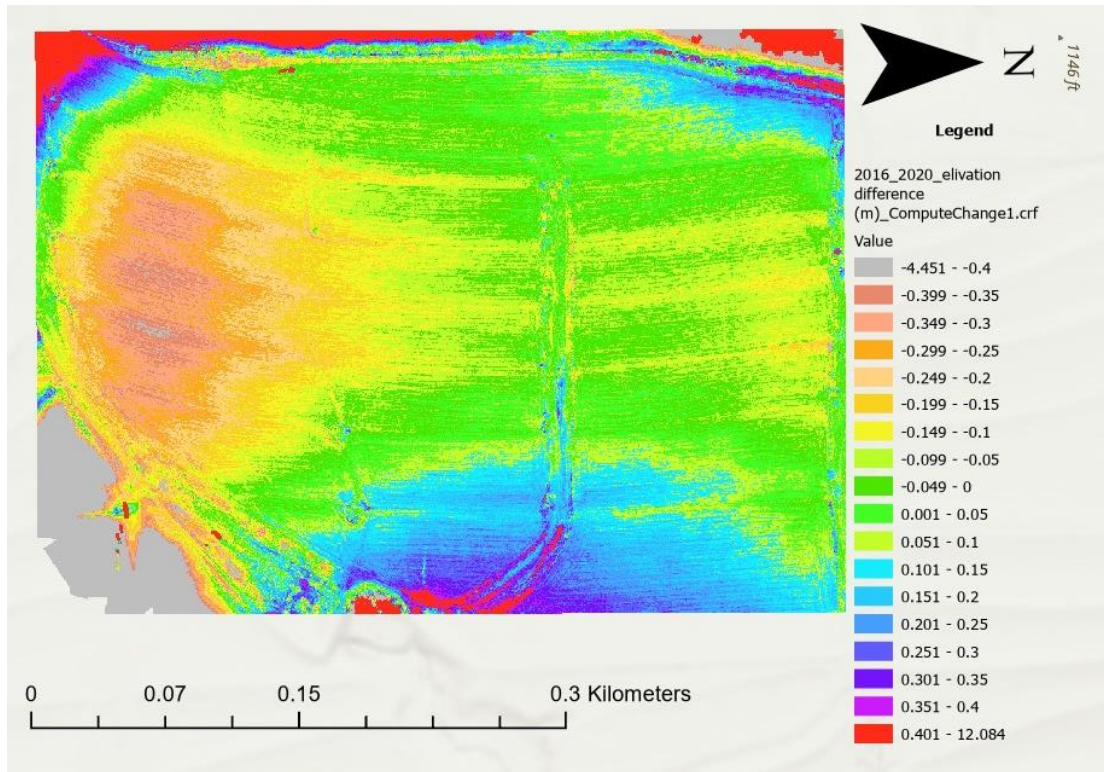 N
1146 ft
Legend
2016_2020_elivation
difference
(m)_ComputeChange1.crf
Value
-4.451 - -0.4
-0.399 - -0.35
-0.349 - -0.3
-0.299 - -0.25
-0.249 - -0.2
-0.199 - -0.15
-0.149 - -0.1
-0.099 - -0.05
-0.049 - 0
0.001 - 0.05
0.051 - 0.1
0.101 - 0.15
0.151 - 0.2
0.201 - 0.25
0.251 - 0.3
0.301 - 0.35
0.351 - 0.4
0.401 - 12.084
0 0.07 0.15 0.3 Kilometers